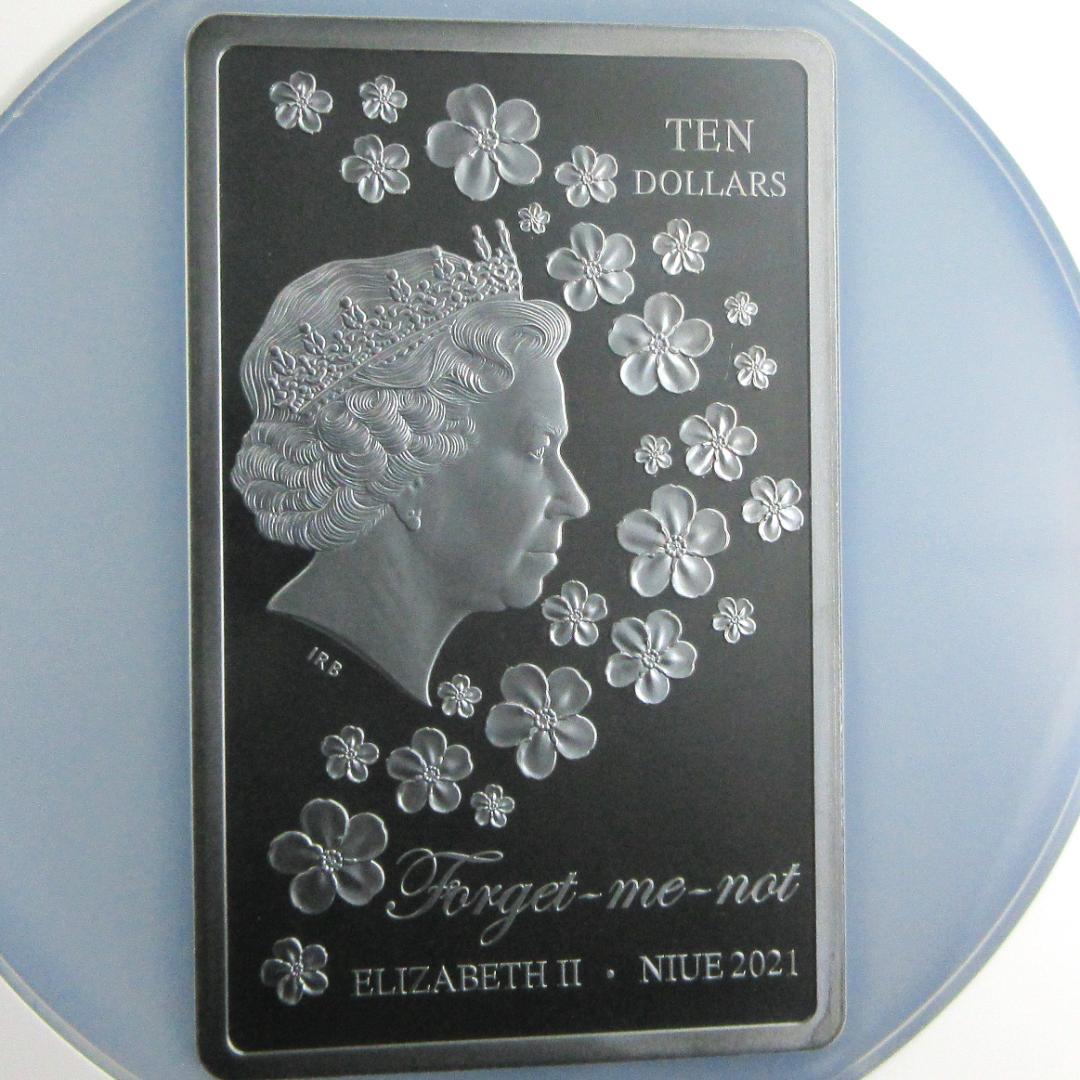 TEN
DOLLARS
IRB
Forget-me-not
ELIZABETH II • NIUE 2021